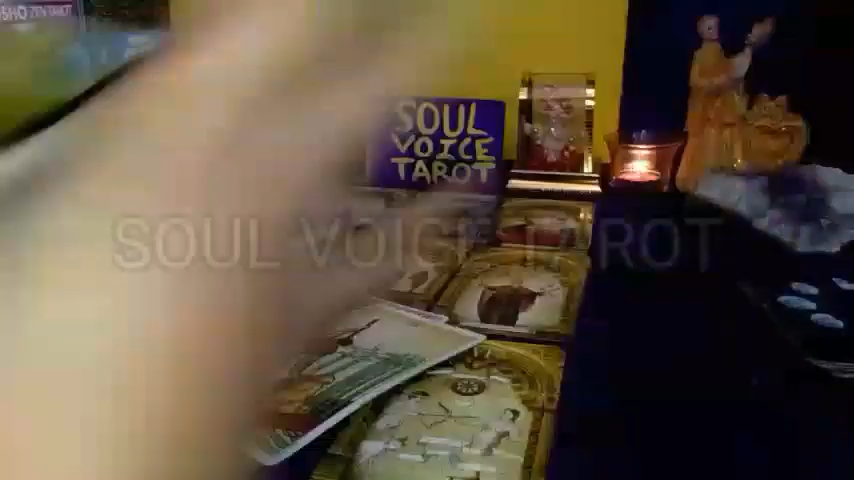 OSHO ZEN TAROT
SOUL
VOICE
TAROT
SOUL VOICE TAROT